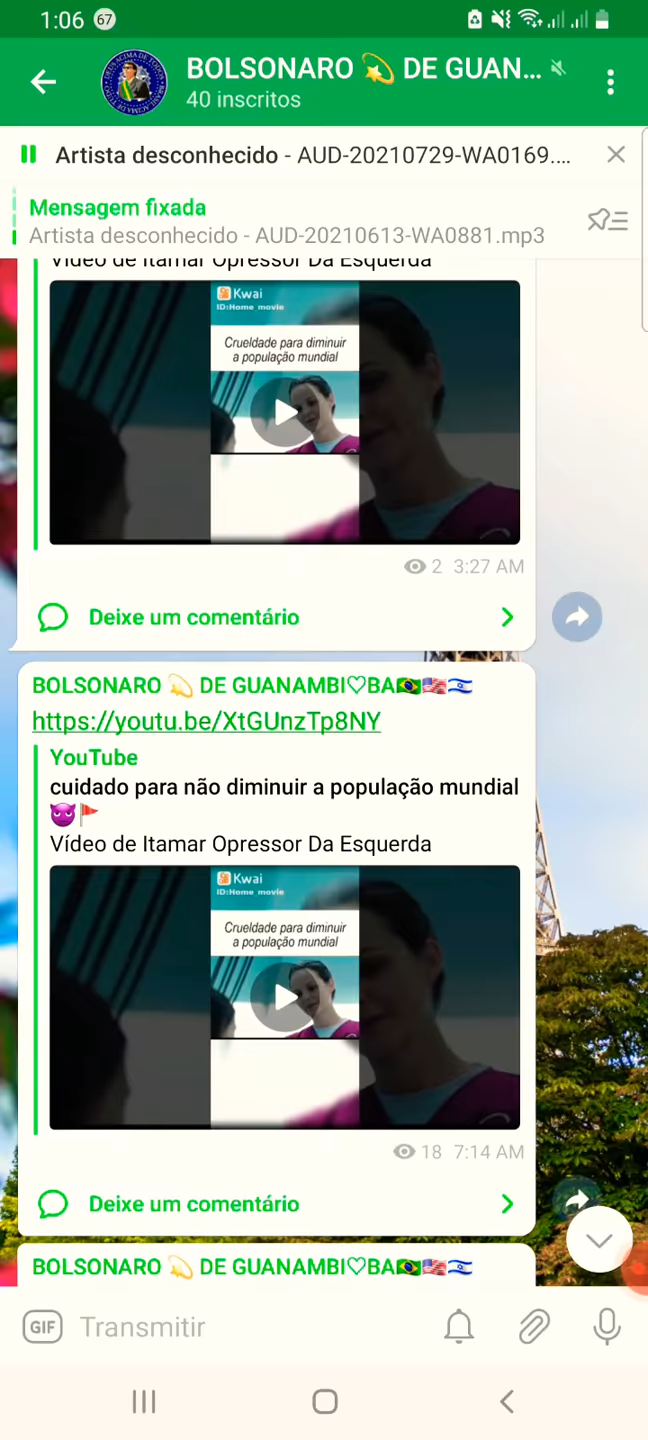 1:06 67
BOLSONARO 💫 DE GUAN...
40 inscritos
Artista desconhecido - AUD-20210729-WA0169....
Mensagem fixada
Artista desconhecido - AUD-20210613-WA0881.mp3
Vídeo de Itamar Opressor Da Esquerda
Kwai
ID:Home_movie
Crueldade para diminuir
a população mundial
2 3:27 AM
Deixe um comentário
BOLSONARO 💫 DE GUANAMBI♡BA🇧🇷🇺🇸🇮🇱
https://youtu.be/XtGUnzTp8NY
YouTube
cuidado para não diminuir a população mundial
😈🚩
Vídeo de Itamar Opressor Da Esquerda
Kwai
ID:Home_movie
Crueldade para diminuir
a população mundial
18 7:14 AM
Deixe um comentário
BOLSONARO 💫 DE GUANAMBI♡BA🇧🇷🇺🇸🇮🇱
GIF Transmitir